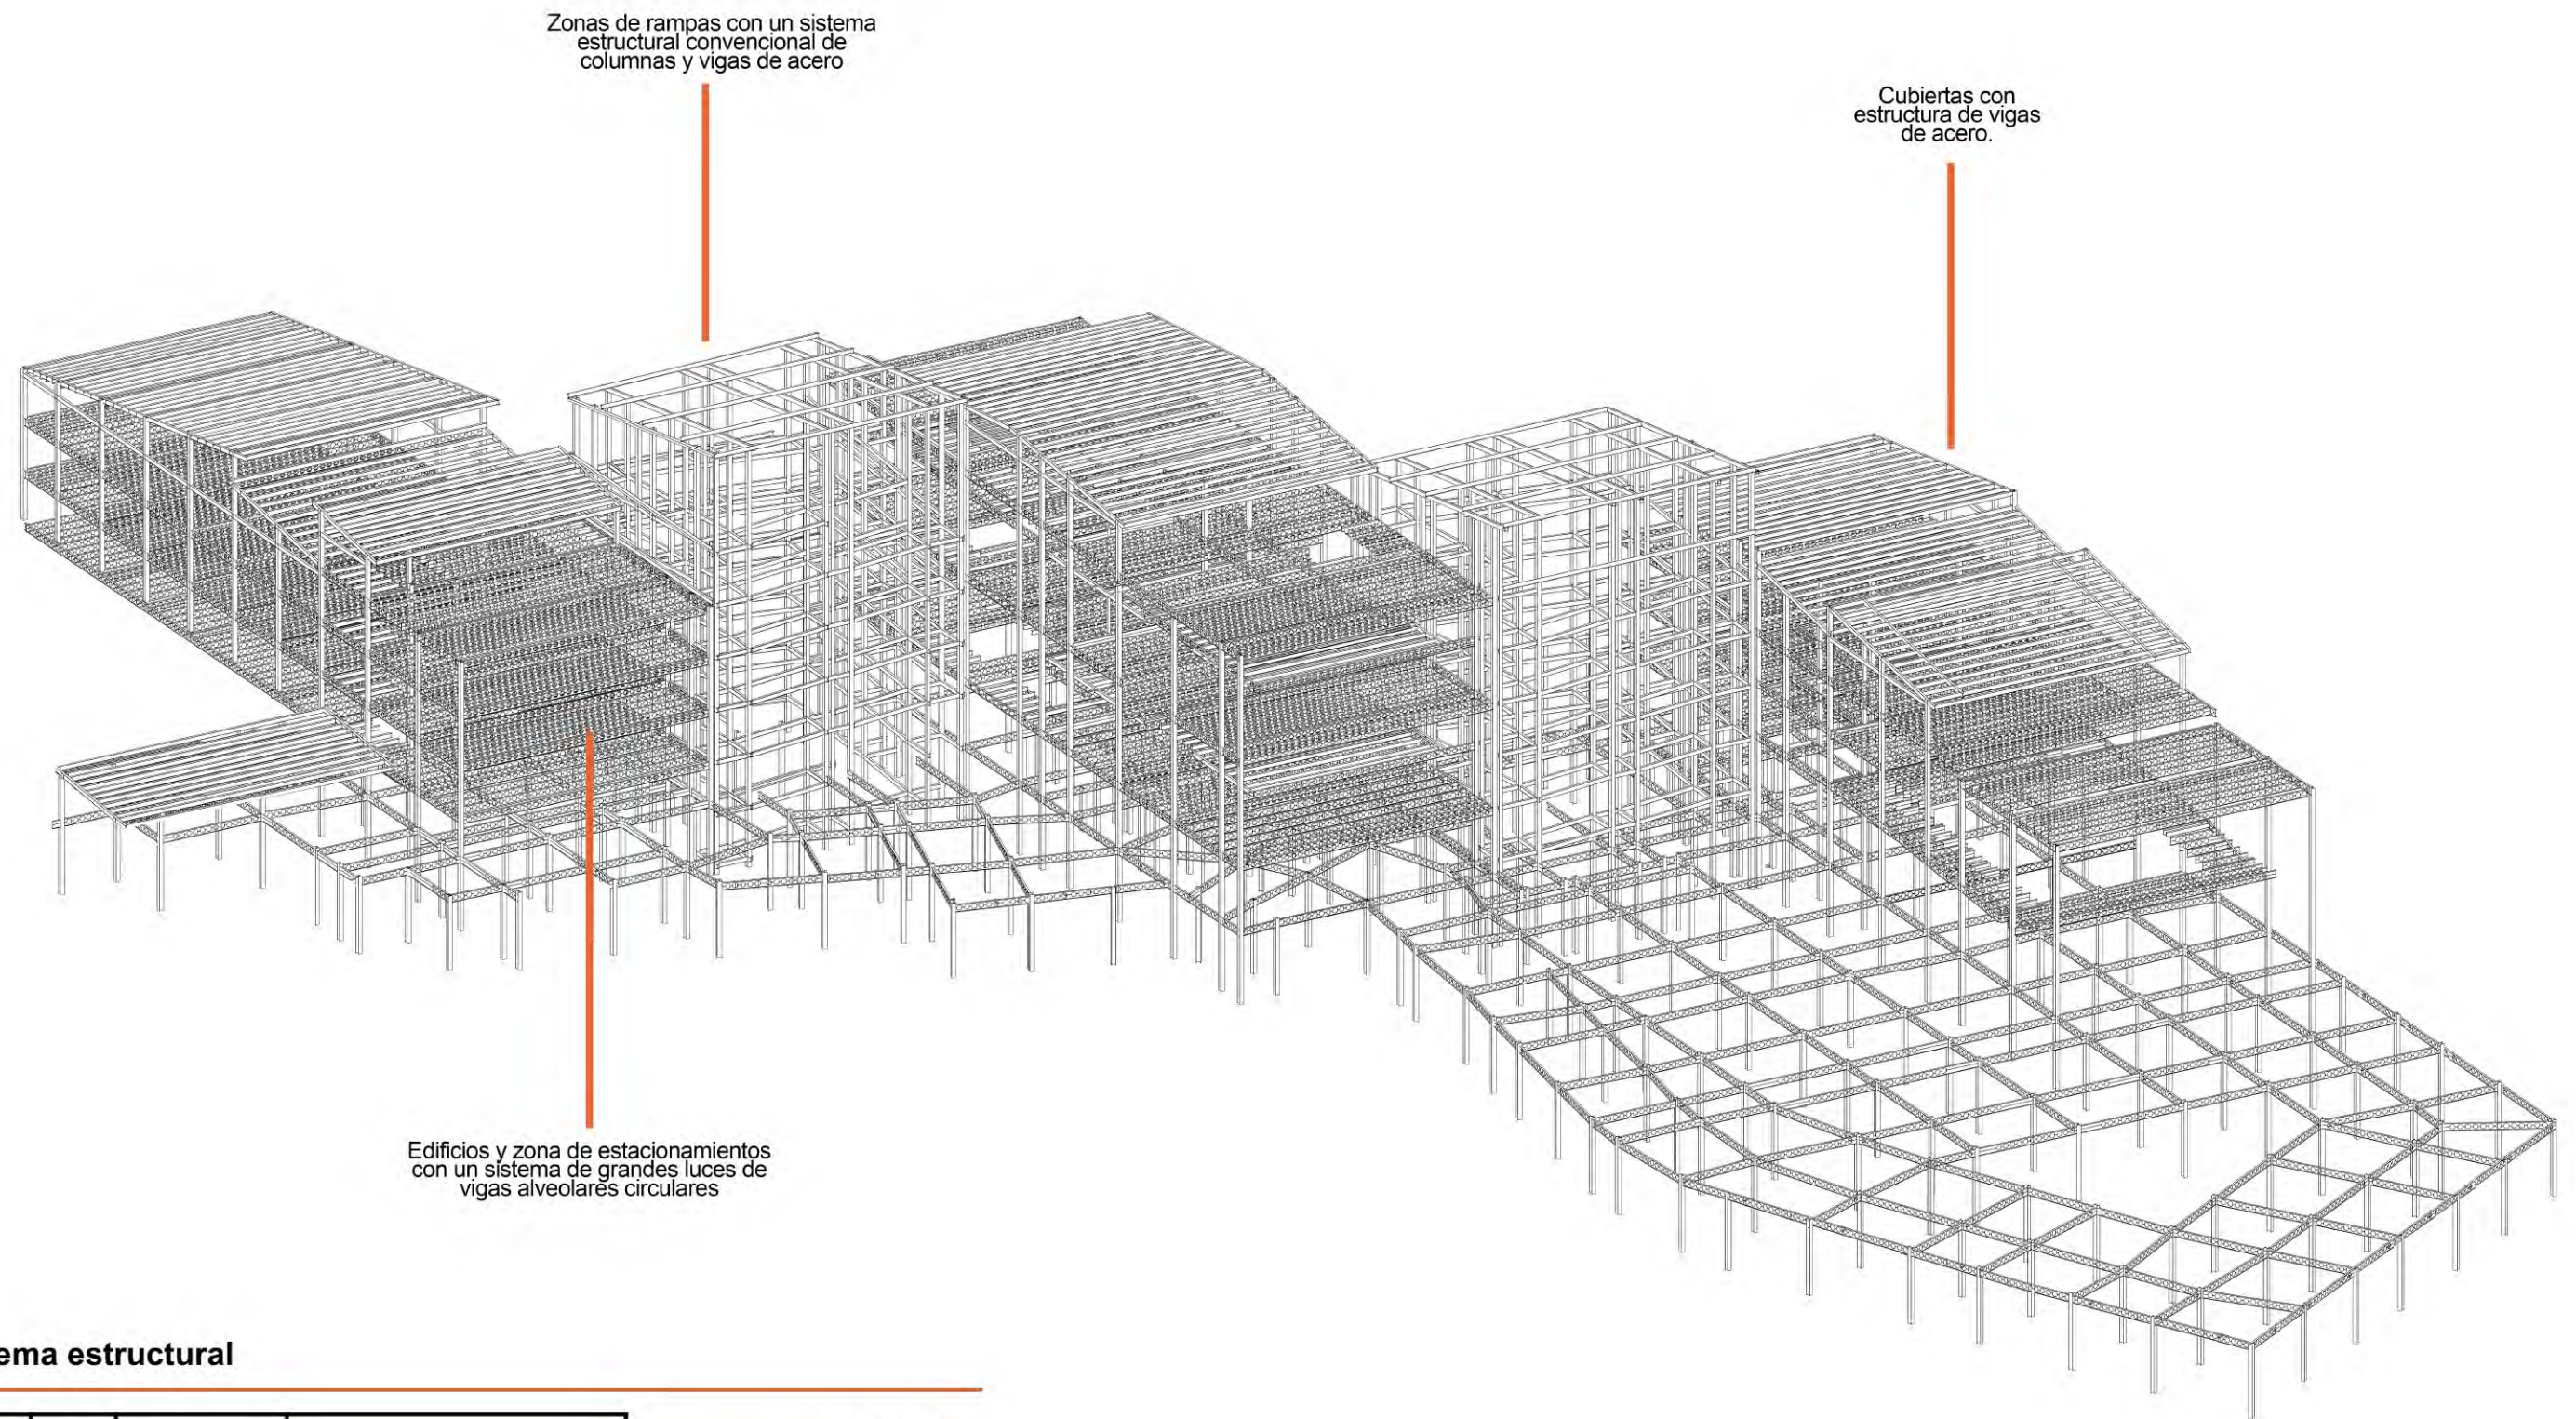 Zonas de rampas con un sistema
estructural convencional de
columnas y vigas de acero
Cubiertas con
estructura de vigas
de acero.
Edificios y zona de estacionamientos
con un sistema de grandes luces de
vigas alveolares circulares
ema estructural